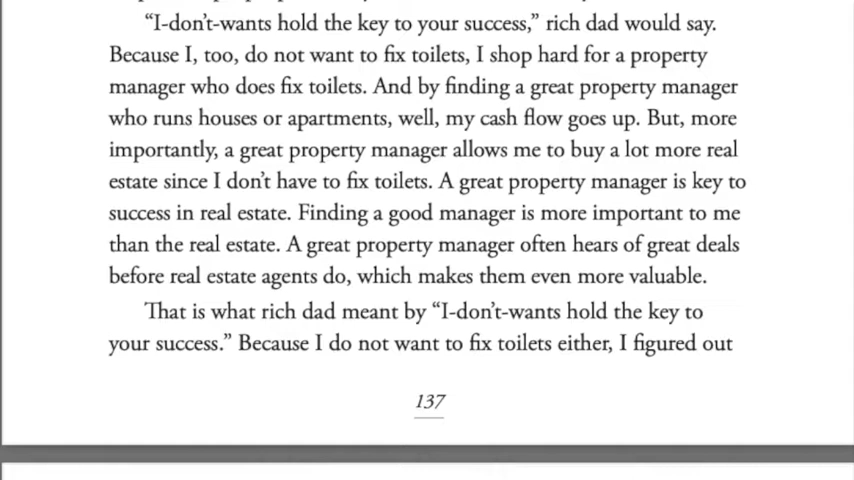 “I-don’t-wants hold the key to your success,” rich dad would say.
Because I, too, do not want to fix toilets, I shop hard for a property
manager who does fix toilets. And by finding a great property manager
who runs houses or apartments, well, my cash flow goes up. But, more
importantly, a great property manager allows me to buy a lot more real
estate since I don’t have to fix toilets. A great property manager is key to
success in real estate. Finding a good manager is more important to me
than the real estate. A great property manager often hears of great deals
before real estate agents do, which makes them even more valuable.
That is what rich dad meant by “I-don’t-wants hold the key to
your success.” Because I do not want to fix toilets either, I figured out
137